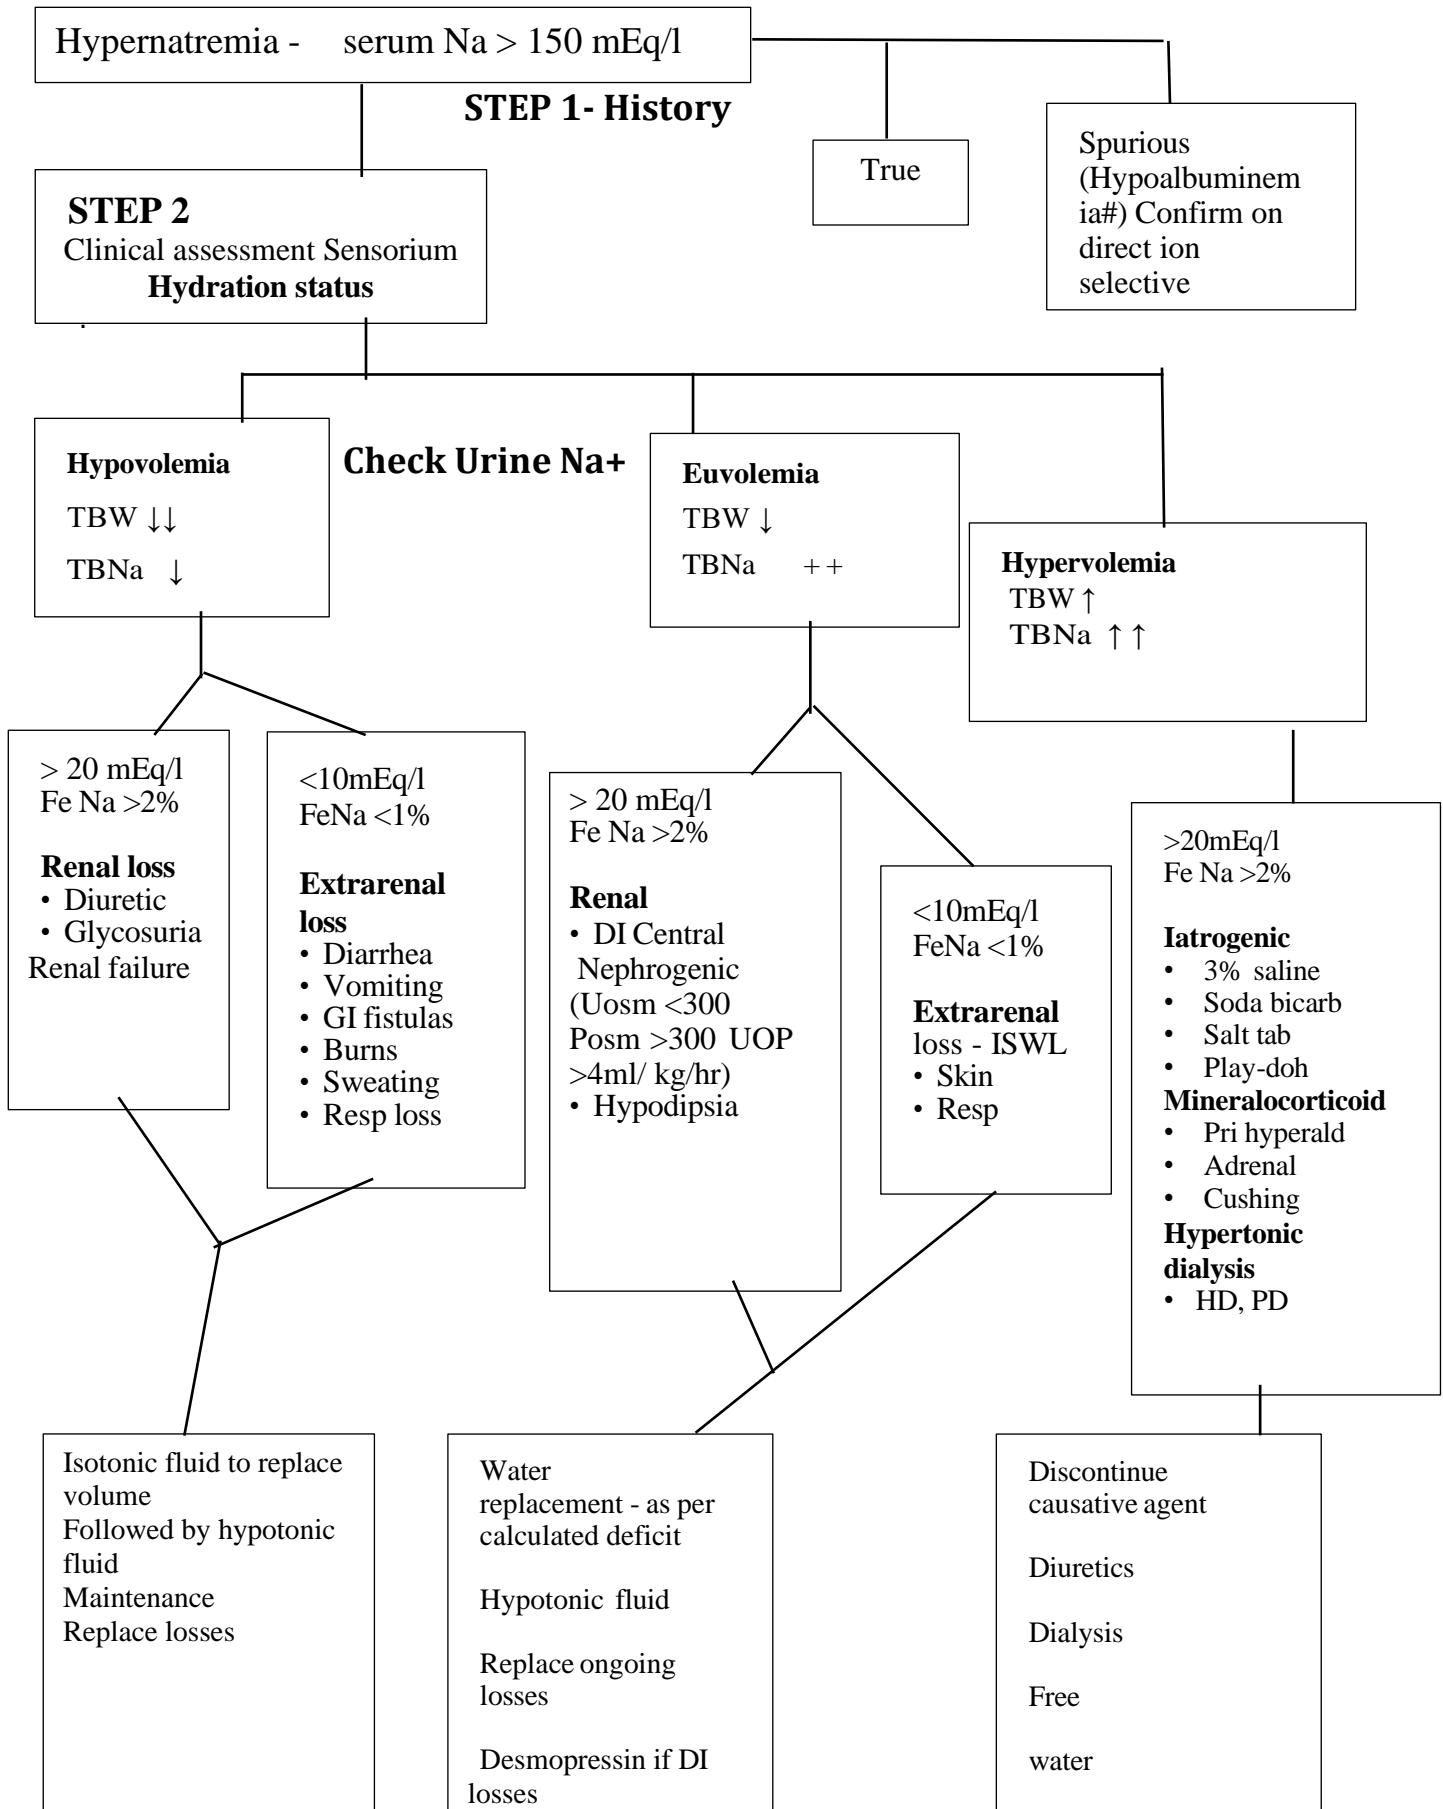 Hypernatremia - serum Na > 150 mEq/l
STEP 1- History
True
Spurious
(Hypoalbuminem
ia#) Confirm on
direct ion
selective
STEP 2
Clinical assessment Sensorium
Hydration status
.
Hypovolemia
TBW ↓↓
TBNa ↓
Check Urine Na+
Euvolemia
TBW ↓
TBNa + +
Hypervolemia
TBW ↑
TBNa ↑ ↑
> 20 mEq/l
Fe Na >2%
Renal loss
• Diuretic
• Glycosuria
Renal failure
<10mEq/l
FeNa <1%
Extrarenal
loss
• Diarrhea
• Vomiting
• GI fistulas
• Burns
• Sweating
• Resp loss
> 20 mEq/l
Fe Na >2%
Renal
• DI Central
Nephrogenic
(Uosm <300
Posm >300 UOP
>4ml/ kg/hr)
• Hypodipsia
<10mEq/l
FeNa <1%
Extrarenal
loss - ISWL
• Skin
• Resp
>20mEq/l
Fe Na >2%
Iatrogenic
• 3% saline
• Soda bicarb
• Salt tab
• Play-doh
Mineralocorticoid
• Pri hyperald
• Adrenal
• Cushing
Hypertonic
dialysis
• HD, PD
Isotonic fluid to replace
volume
Followed by hypotonic
fluid
Maintenance
Replace losses
Water
replacement - as per
calculated deficit
Hypotonic fluid
Replace ongoing
losses
Desmopressin if DI
losses
Discontinue
causative agent
Diuretics
Dialysis
Free
water